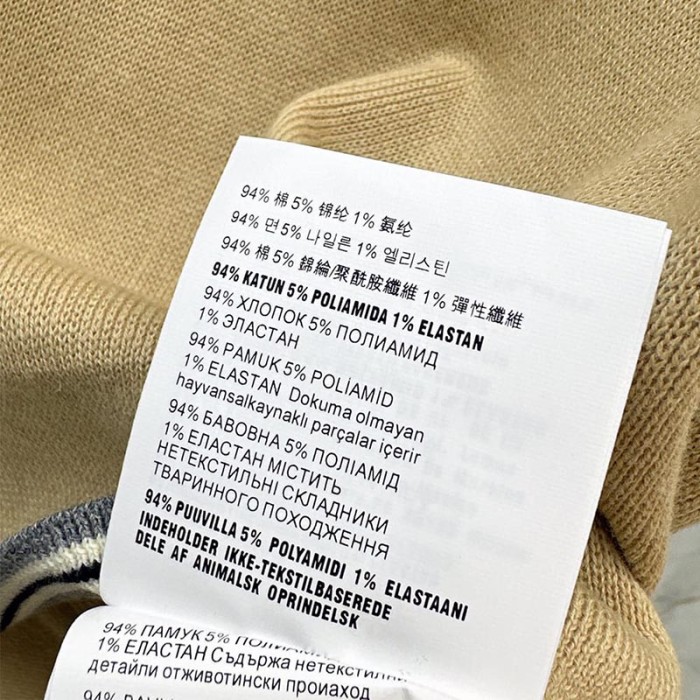 94% 棉 5% 锦纶 1% 氨纶
94% 면 5% 나일론 1% 엘리스틴
94% 棉 5% 錦綸/聚酰胺纖維 1% 彈性纖維
94% KATUN 5% POLIAMIDA 1% ELASTAN
94% ХЛОПОК 5% ПОЛИАМИД
1% ЭЛАСТАН
94% PAMUK 5% POLİAMİD
1% ELASTAN Dokuma olmayan
hayvansalkaynaklı parçalar içerir
94% БАВОВНА 5% ПОЛІАМІД
1% ЕЛАСТАН МІСТИТЬ
НЕТЕКСТИЛЬНІ СКЛАДНИКИ
ТВАРИННОГО ПОХОДЖЕННЯ
94% PUUVILLA 5% POLYAMIDI 1% ELASTAANI
INDEHOLDER IKKE-TEKSTILBASEREDE
DELE AF ANIMALSK OPRINDELSK
94% ПАМУК 5% ПОЛИАМИД
1% ЕЛАСТАН Съдържа нетекстилни
детайли отживотински произход
94%